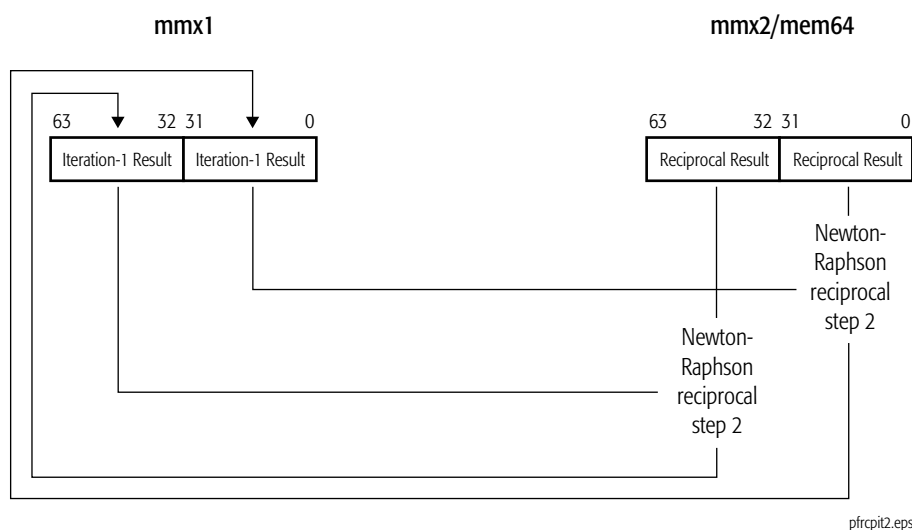 mmx1
mmx2/mem64
63 32 31 0
63 32 31 0
Iteration-1 Result Iteration-1 Result
Reciprocal Result Reciprocal Result
Newton-
Raphson
reciprocal
step 2
Newton-
Raphson
reciprocal
step 2
pfrcpit2.eps